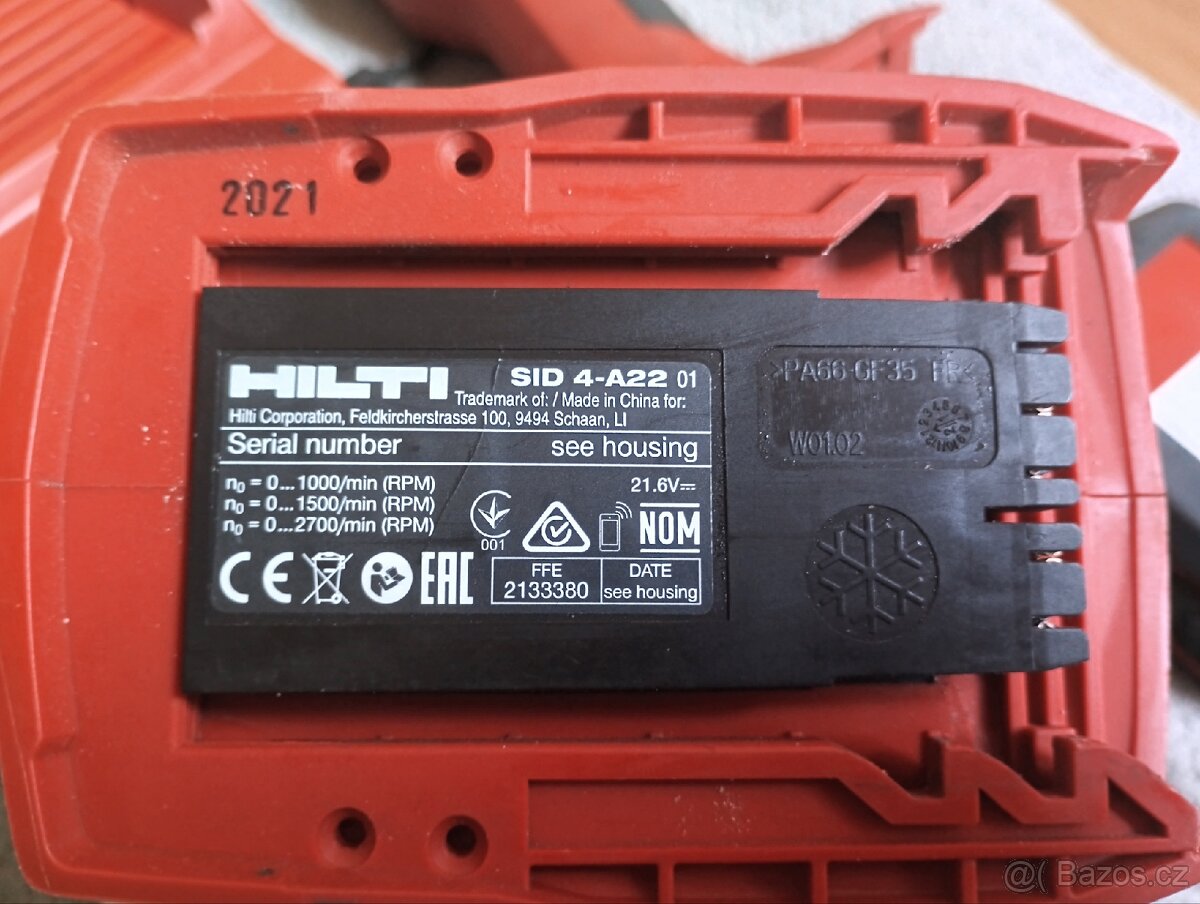 2021
HILTI SID 4-A22 01
Trademark of: / Made in China for:
Hilti Corporation, Feldkircherstrasse 100, 9494 Schaan, LI
Serial number see housing
n₀ = 0...1000/min (RPM) 21.6V⎓
n₀ = 0...1500/min (RPM)
n₀ = 0...2700/min (RPM)
001
NOM
CE EAC
FFE DATE
2133380 see housing
>PA66-GF35 FR<
W01.02
@( Bazos.cz